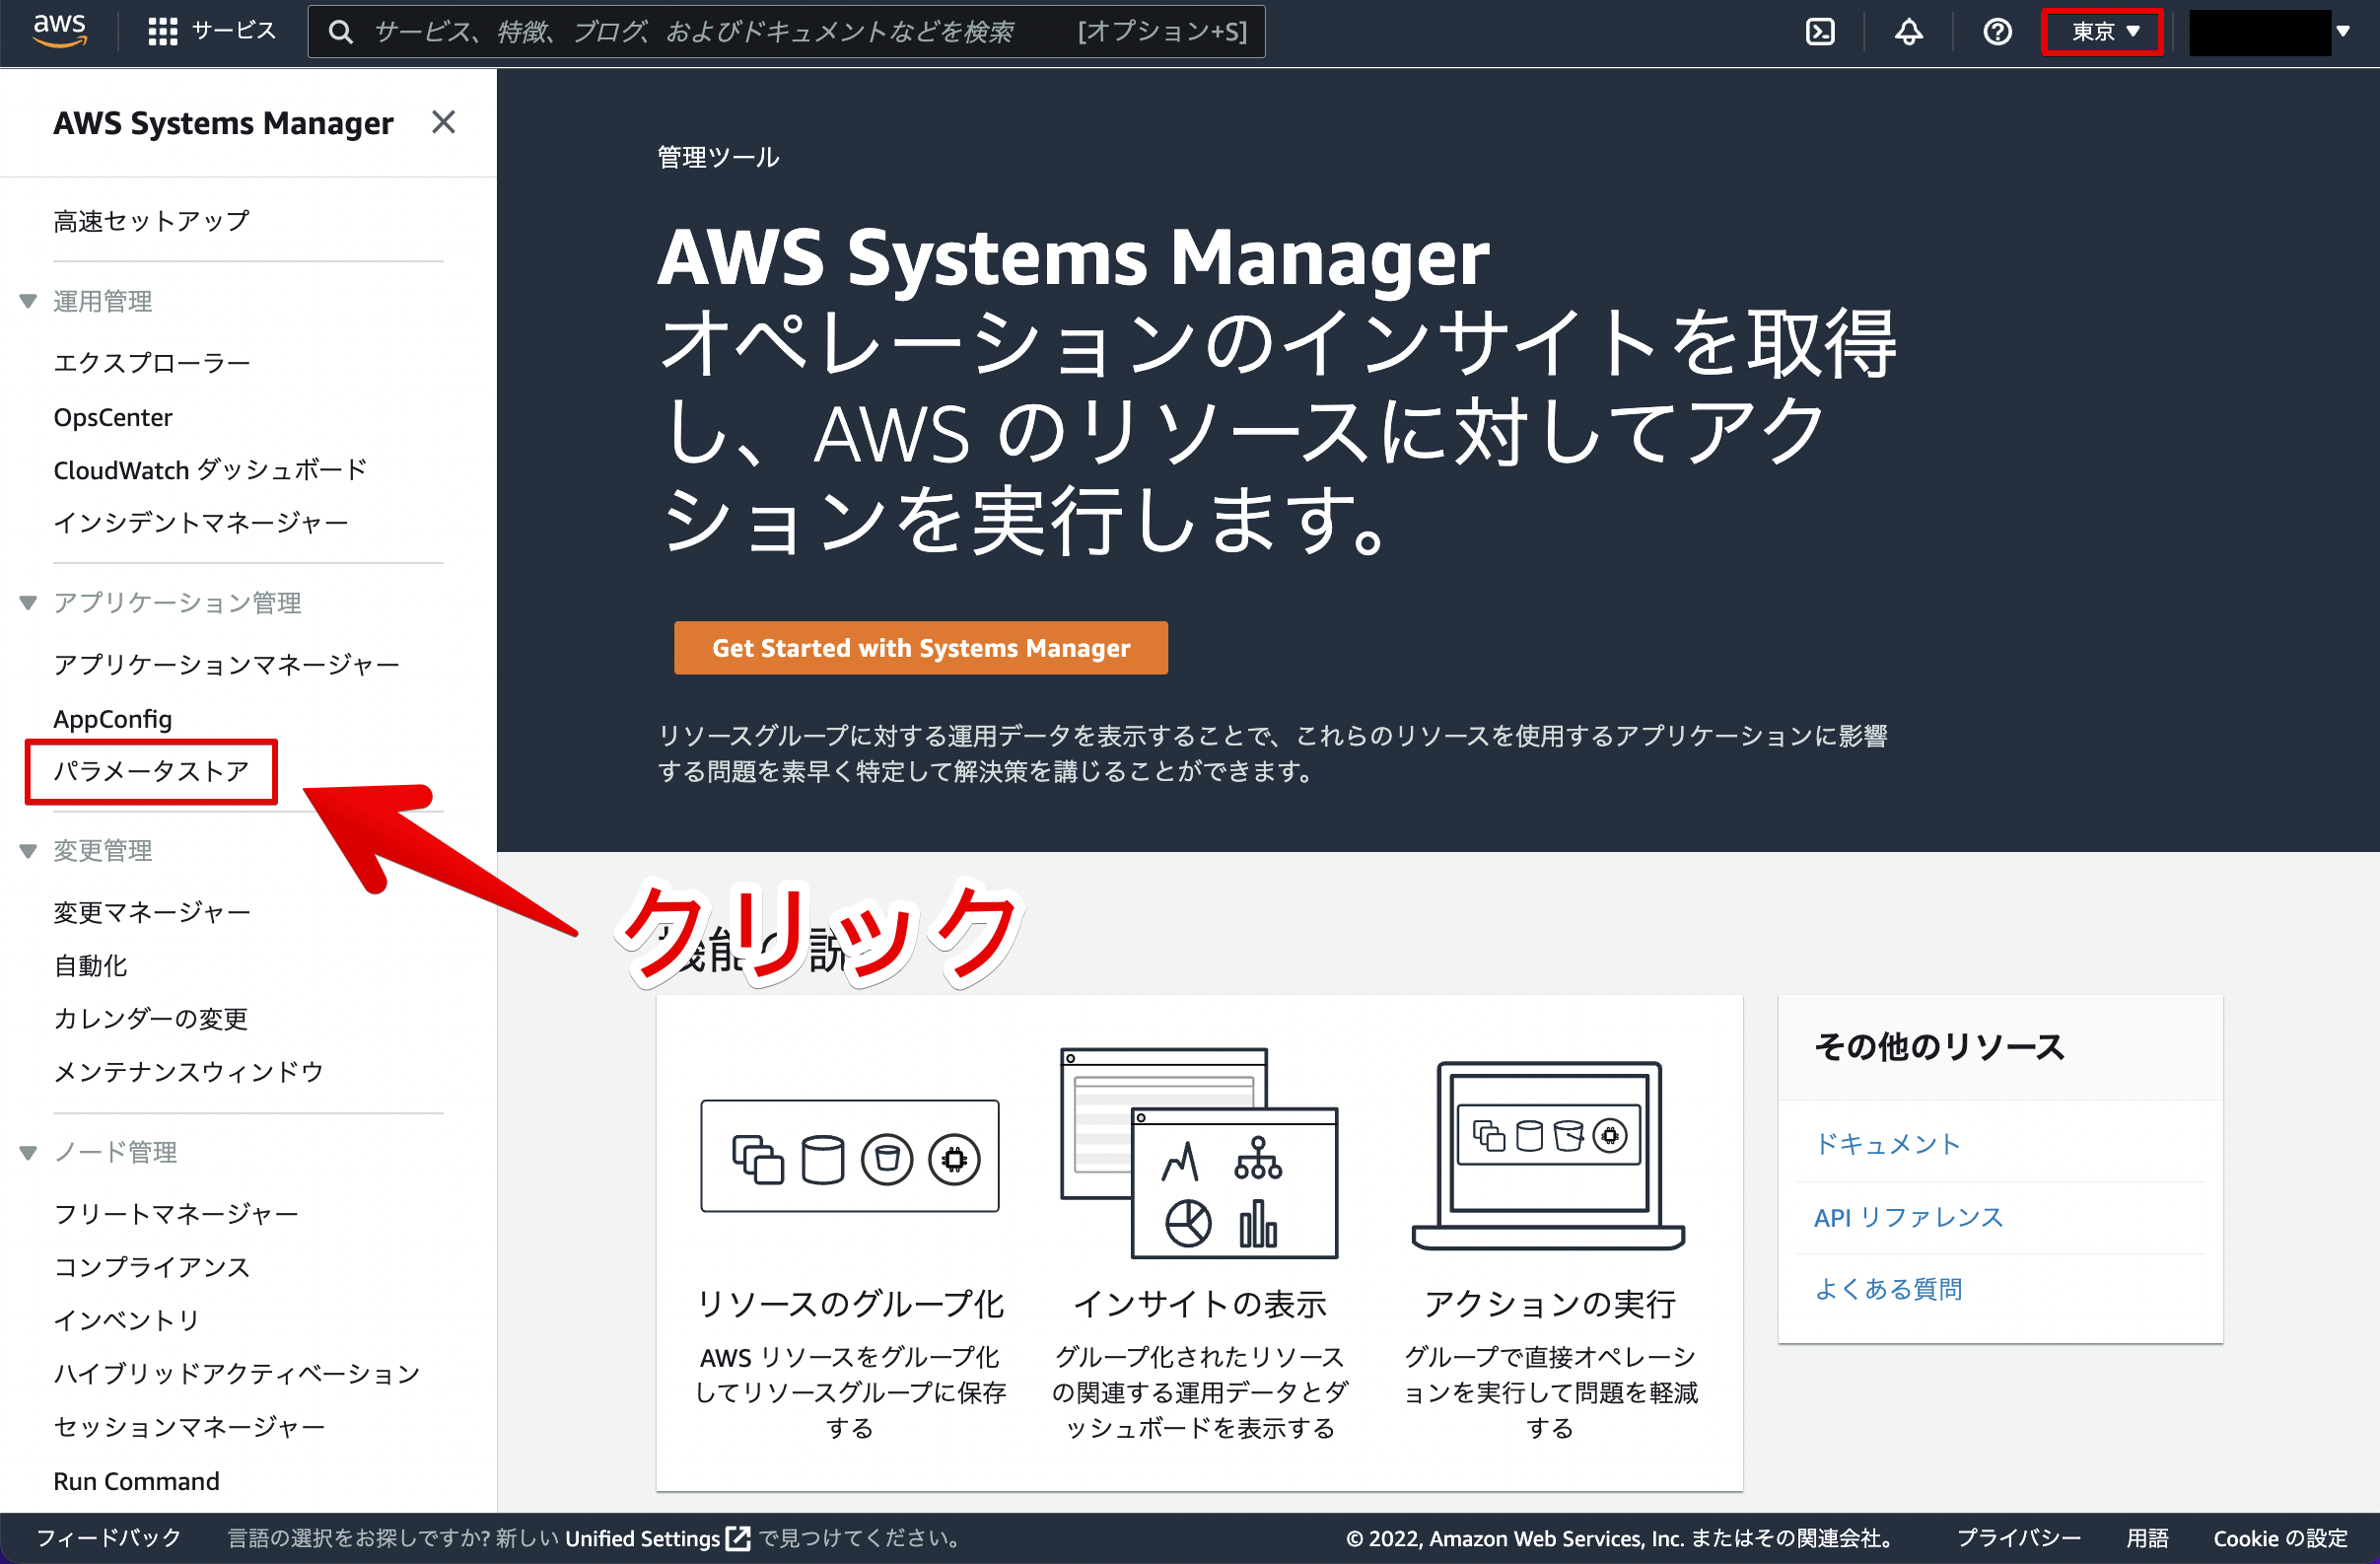 aws
サービス
サービス、特徴、ブログ、およびドキュメントなどを検索
[オプション+S]
東京
AWS Systems Manager
高速セットアップ
運用管理
エクスプローラー
OpsCenter
CloudWatch ダッシュボード
インシデントマネージャー
アプリケーション管理
アプリケーションマネージャー
AppConfig
パラメータストア
変更管理
変更マネージャー
自動化
カレンダーの変更
メンテナンスウィンドウ
ノード管理
フリートマネージャー
コンプライアンス
インベントリ
ハイブリッドアクティベーション
セッションマネージャー
Run Command
管理ツール
AWS Systems Manager
オペレーションのインサイトを取得
し、AWS のリソースに対してアク
ションを実行します。
Get Started with Systems Manager
リソースグループに対する運用データを表示することで、これらのリソースを使用するアプリケーションに影響
する問題を素早く特定して解決策を講じることができます。
クリック
リソースのグループ化
AWS リソースをグループ化
してリソースグループに保存
する
インサイトの表示
グループ化されたリソース
の関連する運用データとダ
ッシュボードを表示する
アクションの実行
グループで直接オペレーシ
ョンを実行して問題を軽減
する
その他のリソース
ドキュメント
API リファレンス
よくある質問
フィードバック
言語の選択をお探しですか? 新しい Unified Settings で見つけてください。
© 2022, Amazon Web Services, Inc. またはその関連会社。
プライバシー
用語
Cookie の設定